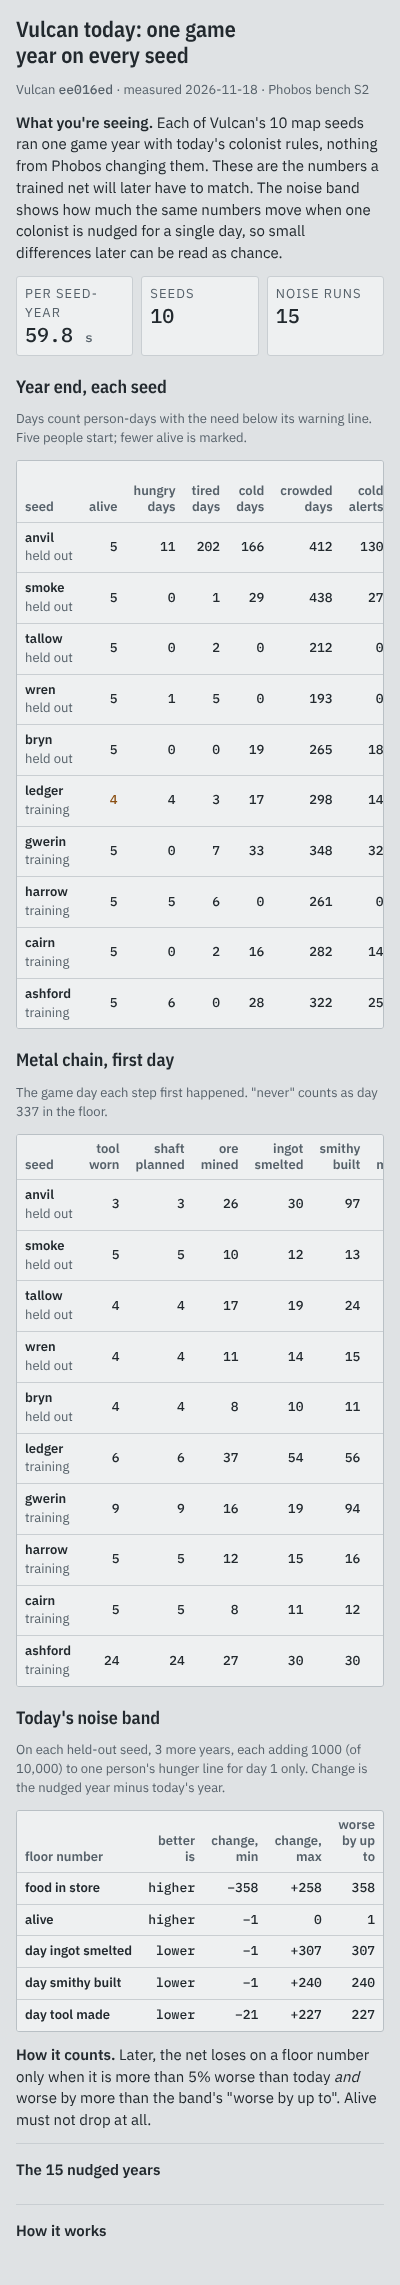 Vulcan today: one game
year on every seed
Vulcan ee016ed · measured 2026-11-18 · Phobos bench S2
What you're seeing. Each of Vulcan's 10 map seeds
ran one game year with today's colonist rules, nothing
from Phobos changing them. These are the numbers a
trained net will later have to match. The noise band
shows how much the same numbers move when one
colonist is nudged for a single day, so small
differences later can be read as chance.
PER SEED-
YEAR
59.8 s
SEEDS
10
NOISE RUNS
15
Year end, each seed
Days count person-days with the need below its warning line.
Five people start; fewer alive is marked.
hungry tired cold crowded cold
seed alive days days days days alerts
anvil
held out 5 11 202 166 412 130
smoke
held out 5 0 1 29 438 27
tallow
held out 5 0 2 0 212 0
wren
held out 5 1 5 0 193 0
bryn
held out 5 0 0 19 265 18
ledger
training 4 4 3 17 298 14
gwerin
training 5 0 7 33 348 32
harrow
training 5 5 6 0 261 0
cairn
training 5 0 2 16 282 14
ashford
training 5 6 0 28 322 25
Metal chain, first day
The game day each step first happened. "never" counts as day
337 in the floor.
tool shaft ore ingot smithy
seed worn planned mined smelted built
anvil
held out 3 3 26 30 97
smoke
held out 5 5 10 12 13
tallow
held out 4 4 17 19 24
wren
held out 4 4 11 14 15
bryn
held out 4 4 8 10 11
ledger
training 6 6 37 54 56
gwerin
training 9 9 16 19 94
harrow
training 5 5 12 15 16
cairn
training 5 5 8 11 12
ashford
training 24 24 27 30 30
Today's noise band
On each held-out seed, 3 more years, each adding 1000 (of
10,000) to one person's hunger line for day 1 only. Change is
the nudged year minus today's year.
worse
better change, change, by up
floor number is min max to
food in store higher −358 +258 358
alive higher −1 0 1
day ingot smelted lower −1 +307 307
day smithy built lower −1 +240 240
day tool made lower −21 +227 227
How it counts. Later, the net loses on a floor number
only when it is more than 5% worse than today and
worse by more than the band's "worse by up to". Alive
must not drop at all.
The 15 nudged years
How it works